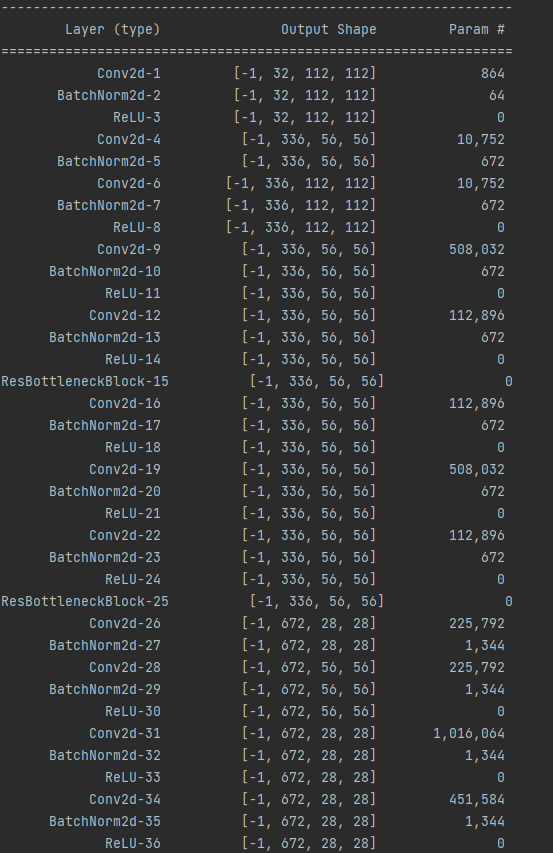 ----------------------------------------------------------------
Layer (type) Output Shape Param #
================================================================
Conv2d-1 [-1, 32, 112, 112] 864
BatchNorm2d-2 [-1, 32, 112, 112] 64
ReLU-3 [-1, 32, 112, 112] 0
Conv2d-4 [-1, 336, 56, 56] 10,752
BatchNorm2d-5 [-1, 336, 56, 56] 672
Conv2d-6 [-1, 336, 112, 112] 10,752
BatchNorm2d-7 [-1, 336, 112, 112] 672
ReLU-8 [-1, 336, 112, 112] 0
Conv2d-9 [-1, 336, 56, 56] 508,032
BatchNorm2d-10 [-1, 336, 56, 56] 672
ReLU-11 [-1, 336, 56, 56] 0
Conv2d-12 [-1, 336, 56, 56] 112,896
BatchNorm2d-13 [-1, 336, 56, 56] 672
ReLU-14 [-1, 336, 56, 56] 0
ResBottleneckBlock-15 [-1, 336, 56, 56] 0
Conv2d-16 [-1, 336, 56, 56] 112,896
BatchNorm2d-17 [-1, 336, 56, 56] 672
ReLU-18 [-1, 336, 56, 56] 0
Conv2d-19 [-1, 336, 56, 56] 508,032
BatchNorm2d-20 [-1, 336, 56, 56] 672
ReLU-21 [-1, 336, 56, 56] 0
Conv2d-22 [-1, 336, 56, 56] 112,896
BatchNorm2d-23 [-1, 336, 56, 56] 672
ReLU-24 [-1, 336, 56, 56] 0
ResBottleneckBlock-25 [-1, 336, 56, 56] 0
Conv2d-26 [-1, 672, 28, 28] 225,792
BatchNorm2d-27 [-1, 672, 28, 28] 1,344
Conv2d-28 [-1, 672, 56, 56] 225,792
BatchNorm2d-29 [-1, 672, 56, 56] 1,344
ReLU-30 [-1, 672, 56, 56] 0
Conv2d-31 [-1, 672, 28, 28] 1,016,064
BatchNorm2d-32 [-1, 672, 28, 28] 1,344
ReLU-33 [-1, 672, 28, 28] 0
Conv2d-34 [-1, 672, 28, 28] 451,584
BatchNorm2d-35 [-1, 672, 28, 28] 1,344
ReLU-36 [-1, 672, 28, 28] 0